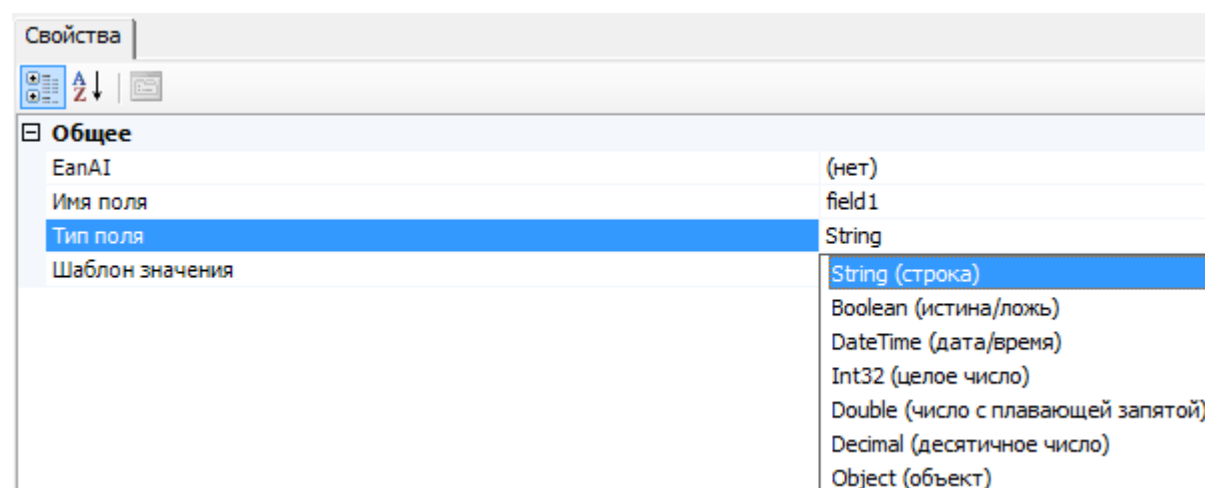 Свойства
A
Z
Общее
EanAI (нет)
Имя поля field1
Тип поля String
Шаблон значения
String (строка)
Boolean (истина/ложь)
DateTime (дата/время)
Int32 (целое число)
Double (число с плавающей запятой)
Decimal (десятичное число)
Object (объект)